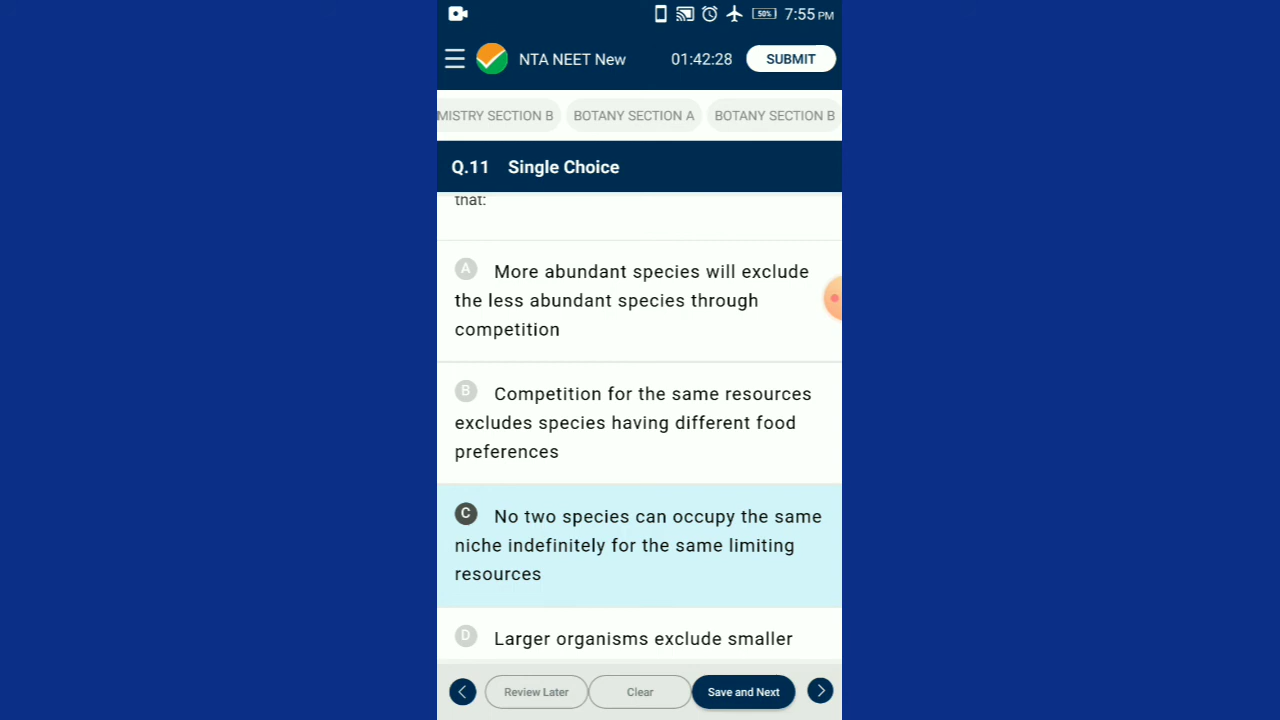 50% 7:55 PM
NTA NEET New 01:42:28 SUBMIT
MISTRY SECTION B BOTANY SECTION A BOTANY SECTION B
Q.11 Single Choice
that:
A More abundant species will exclude
the less abundant species through
competition
B Competition for the same resources
excludes species having different food
preferences
C No two species can occupy the same
niche indefinitely for the same limiting
resources
D Larger organisms exclude smaller
Review Later Clear Save and Next